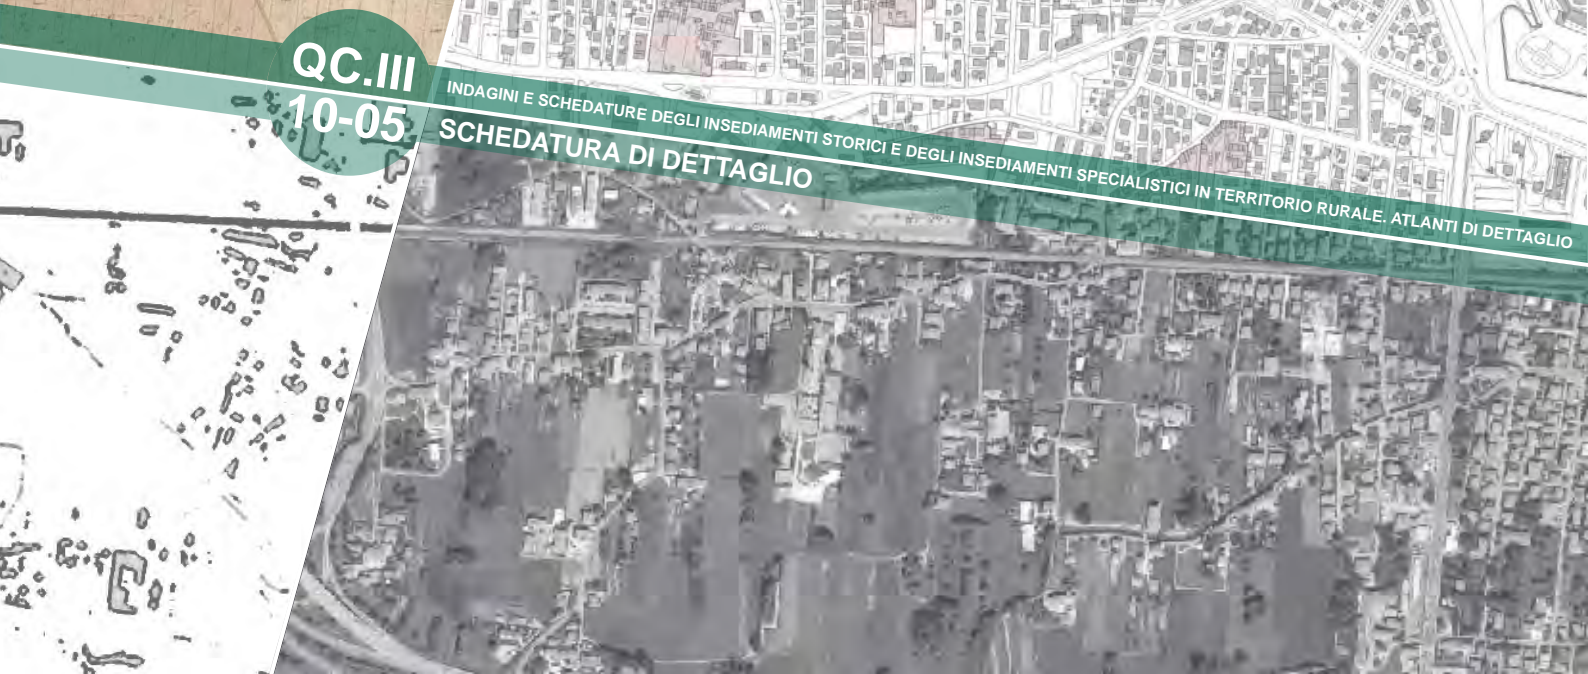 QC.III
10-05
INDAGINI E SCHEDATURE DEGLI INSEDIAMENTI STORICI E DEGLI INSEDIAMENTI SPECIALISTICI IN TERRITORIO RURALE. ATLANTI DI DETTAGLIO
SCHEDATURA DI DETTAGLIO